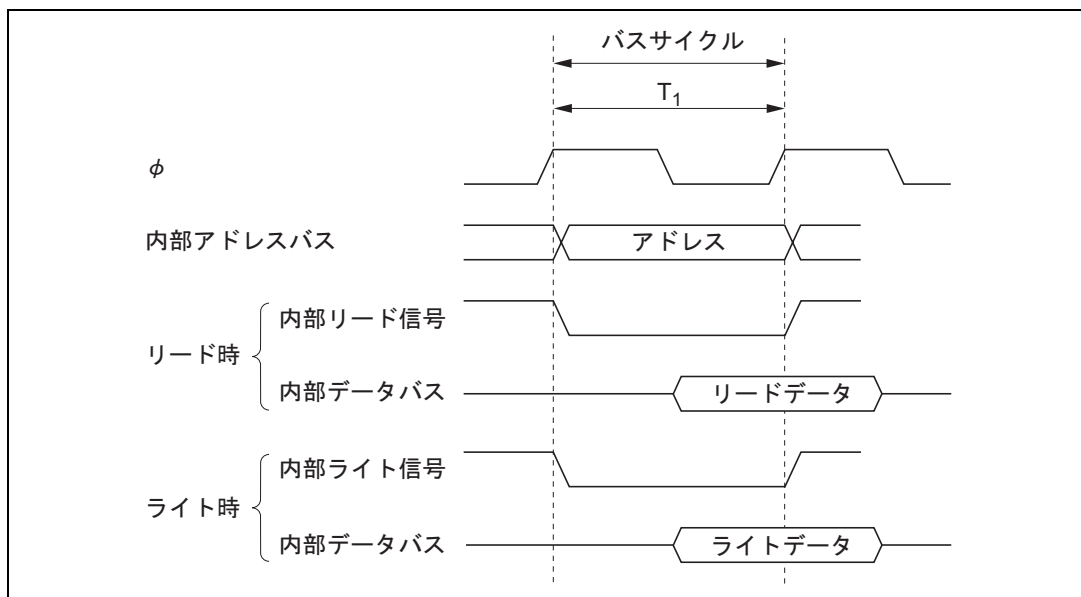 バスサイクル
T1
φ
内部アドレスバス
アドレス
リード時
内部リード信号
内部データバス
リードデータ
ライト時
内部ライト信号
内部データバス
ライトデータ